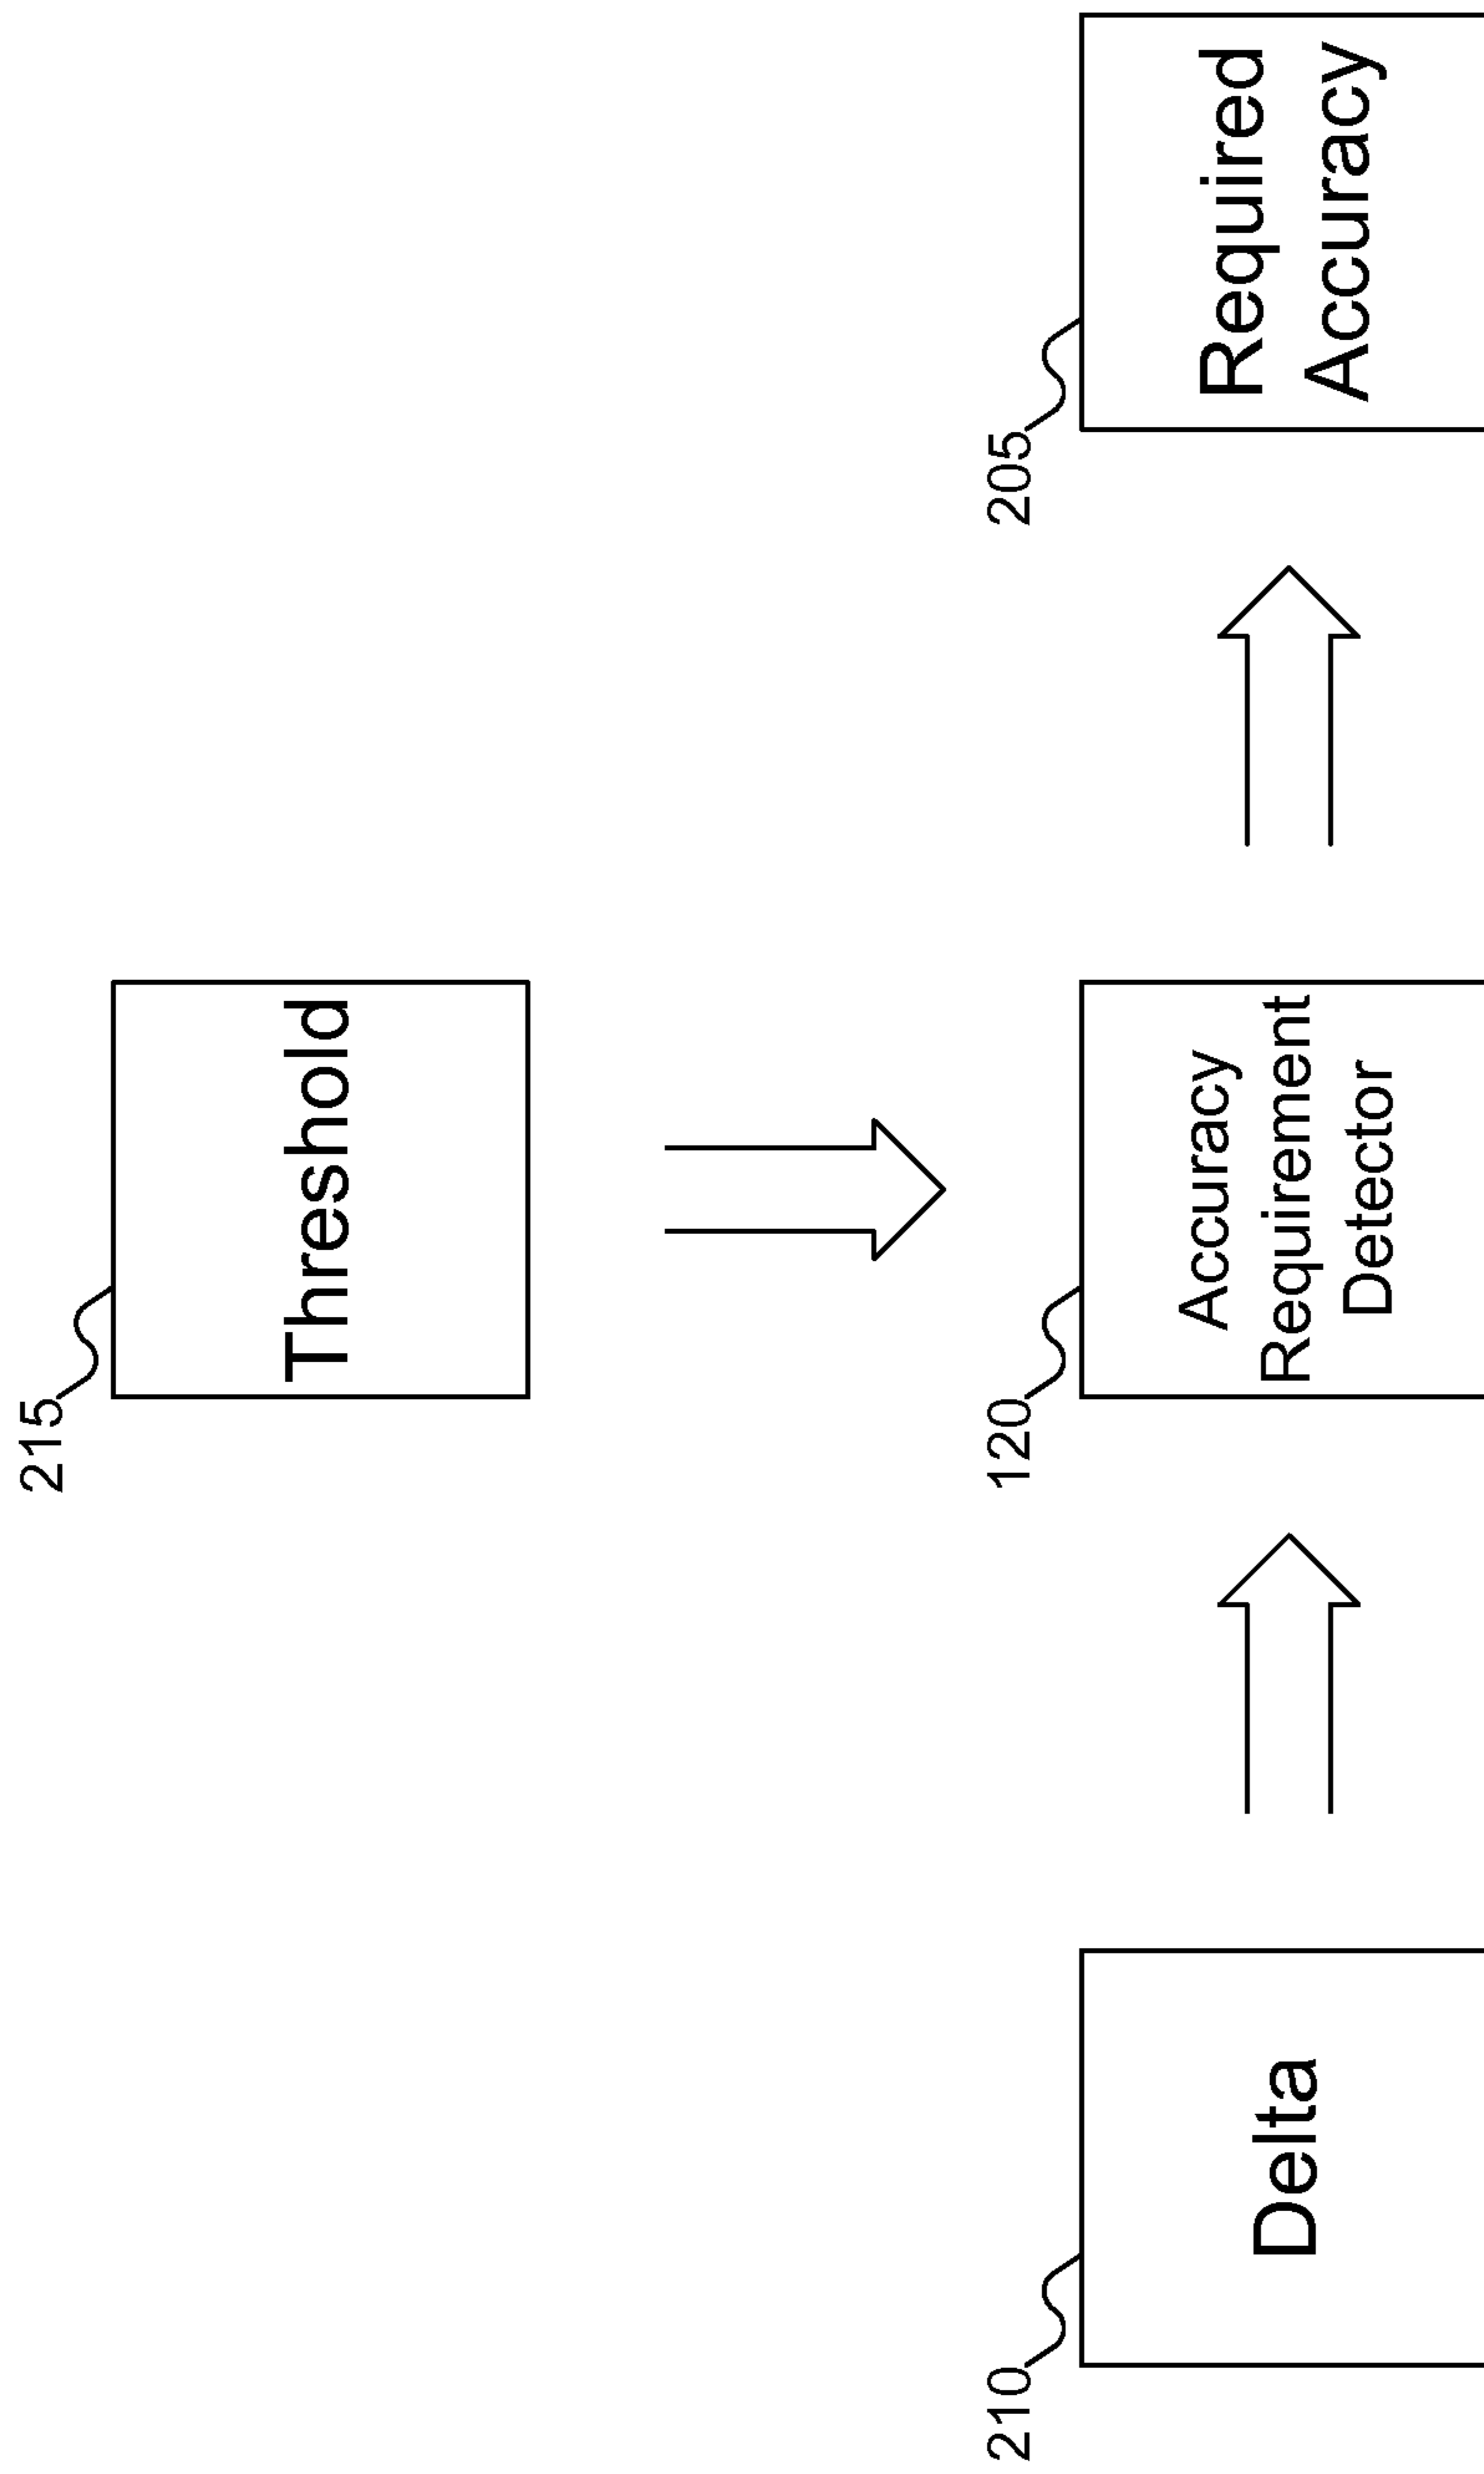 215
Threshold
210
Delta
120
Accuracy
Requirement
Detector
205
Required
Accuracy